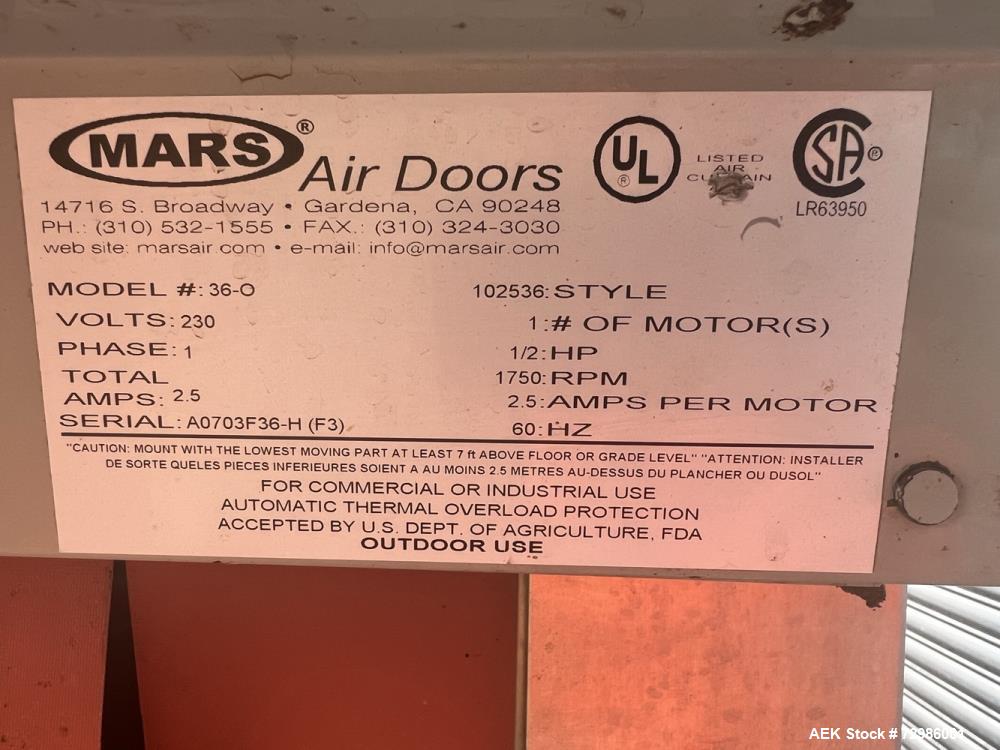 MARS®
Air Doors
14716 S. Broadway • Gardena, CA 90248
PH.: (310) 532-1555 • FAX.: (310) 324-3030
web site: marsair.com • e-mail: info@marsair.com
UL
®
LISTED
AIR
CURTAIN
CSA®
LR63950
MODEL #: 36-O
102536: STYLE
VOLTS: 230
1: # OF MOTOR(S)
PHASE: 1
1/2: HP
TOTAL
AMPS: 2.5
1750: RPM
2.5: AMPS PER MOTOR
SERIAL: A0703F36-H (F3)
60: HZ
"CAUTION: MOUNT WITH THE LOWEST MOVING PART AT LEAST 7 ft ABOVE FLOOR OR GRADE LEVEL" "ATTENTION: INSTALLER
DE SORTE QUELES PIECES INFERIEURES SOIENT A AU MOINS 2.5 METRES AU-DESSUS DU PLANCHER OU DUSOL"
FOR COMMERCIAL OR INDUSTRIAL USE
AUTOMATIC THERMAL OVERLOAD PROTECTION
ACCEPTED BY U.S. DEPT. OF AGRICULTURE, FDA
OUTDOOR USE
AEK Stock #